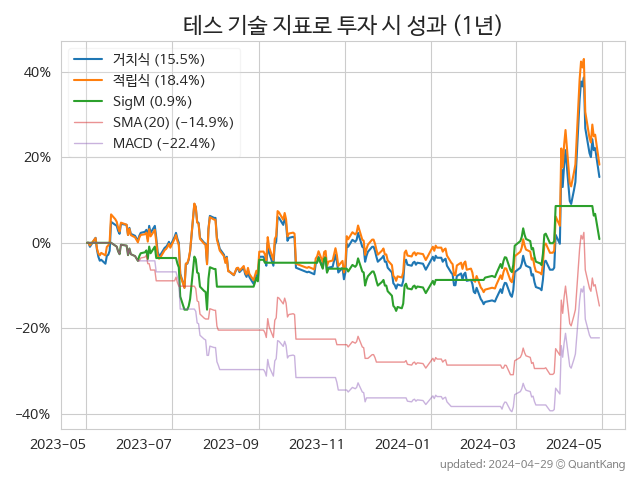 테스 기술 지표로 투자 시 성과 (1년)
거치식 (15.5%)
적립식 (18.4%)
SigM (0.9%)
SMA(20) (−14.9%)
MACD (−22.4%)
40%
20%
0%
−20%
−40%
2023-05 2023-07 2023-09 2023-11 2024-01 2024-03 2024-05
updated: 2024-04-29 © QuantKang